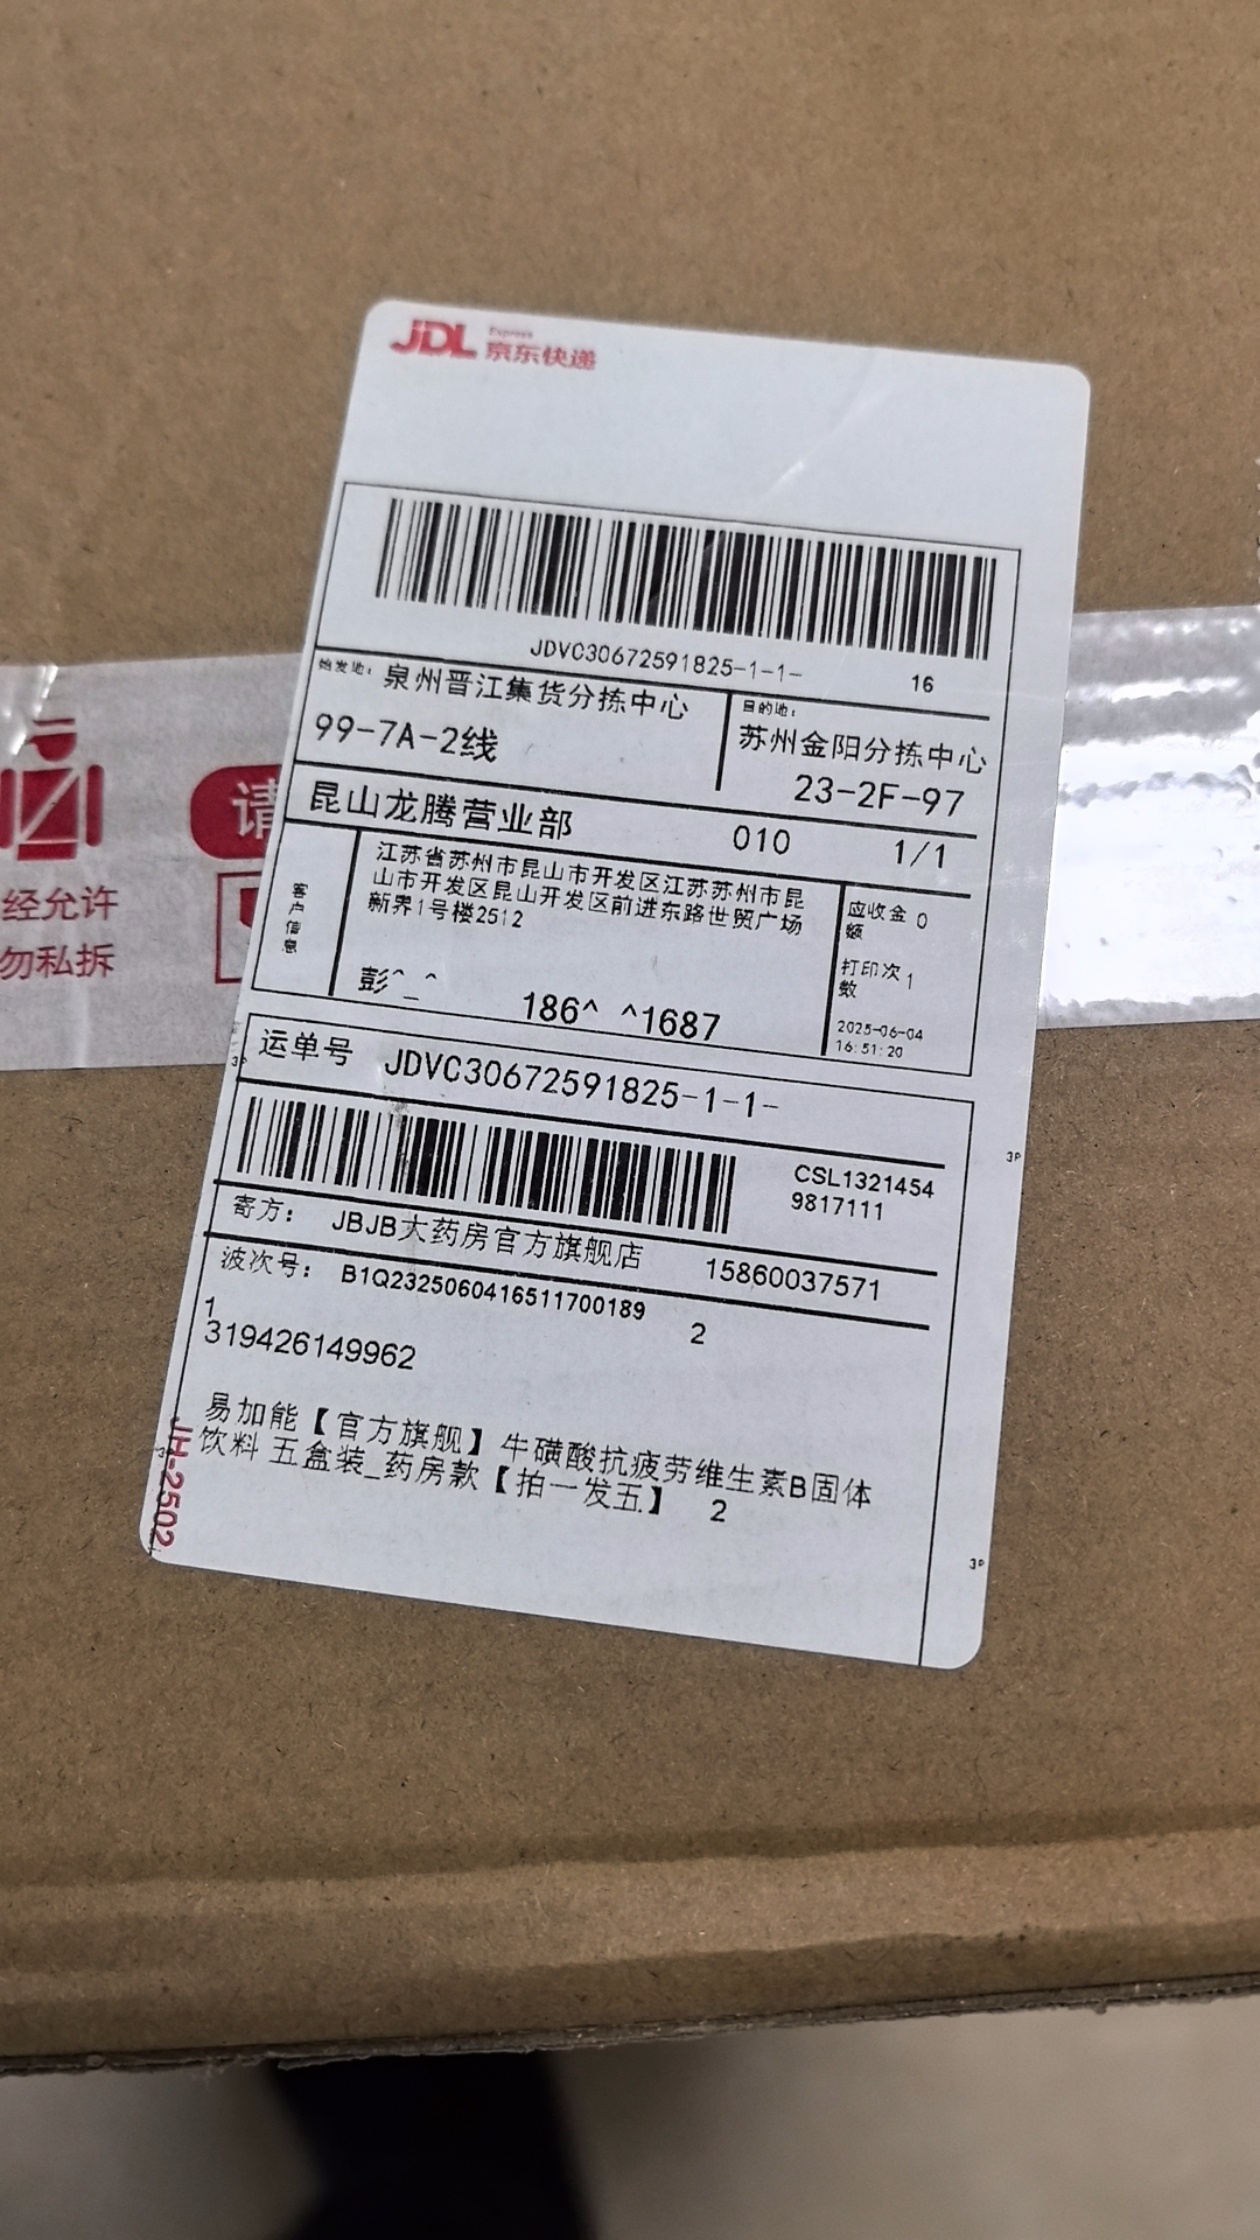 JDL Express
京东快递
JDVC30672591825-1-1-
16
始发地: 泉州晋江集货分拣中心
99-7A-2线
目的地:
苏州金阳分拣中心
23-2F-97
昆山龙腾营业部 010 1/1
客户信息
江苏省苏州市昆山市开发区江苏苏州市昆
山市开发区昆山开发区前进东路世贸广场
新界1号楼2512
彭^_^ 186^ ^1687
应收金 0
额
打印次 1
数
2025-06-04
16:51:20
运单号 JDVC30672591825-1-1-
CSL1321454
9817111
寄方: JBJB大药房官方旗舰店 15860037571
波次号: B1Q2325060416511700189 2
1
319426149962
易加能【官方旗舰】牛磺酸抗疲劳维生素B固体
饮料 五盒装_药房款【拍一发五】 2
JH-2502
3P
3P
3P
请
经允许
勿私拆